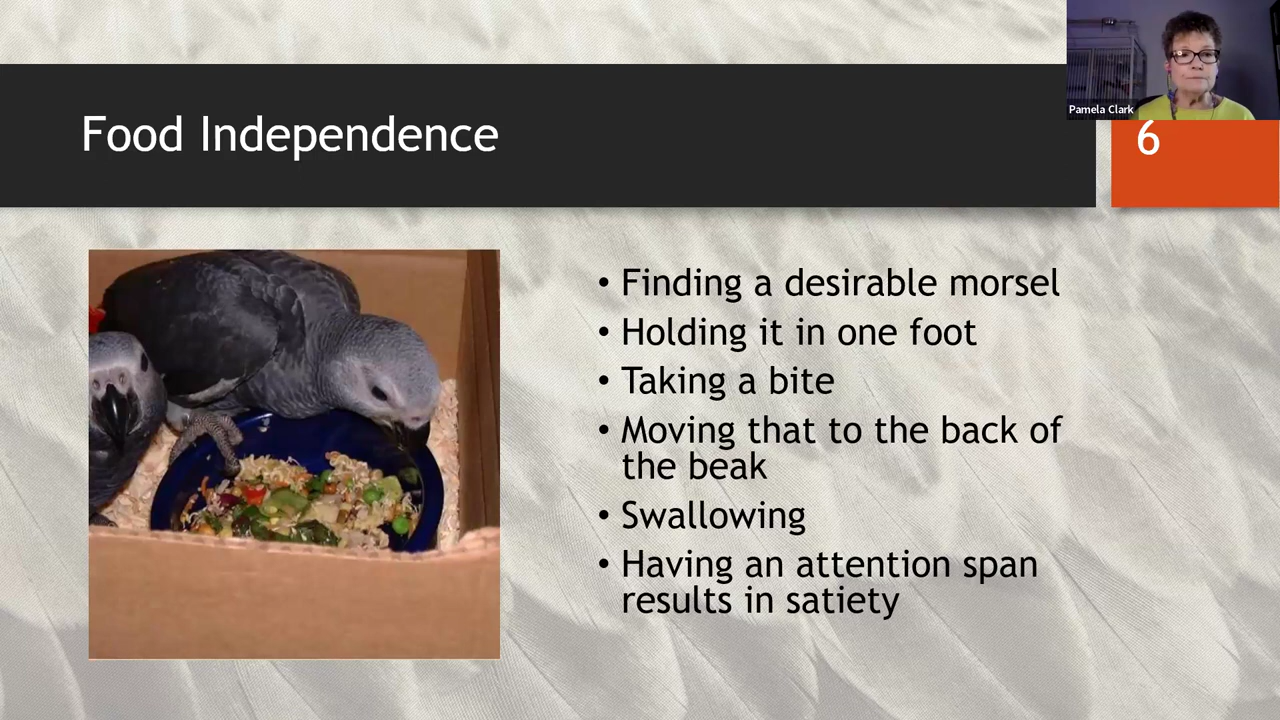 Pamela Clark
Food Independence
6
• Finding a desirable morsel
• Holding it in one foot
• Taking a bite
• Moving that to the back of
the beak
• Swallowing
• Having an attention span
results in satiety